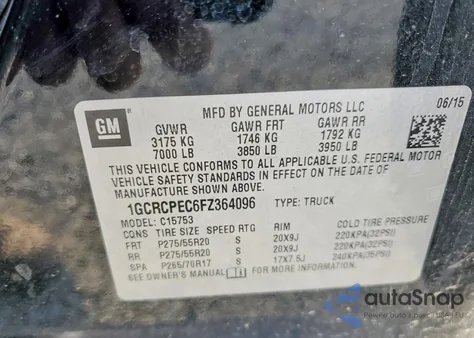 MFD BY GENERAL MOTORS LLC 06/15
GM
GVWR GAWR FRT GAWR RR
3175 KG 1746 KG 1792 KG
7000 LB 3850 LB 3950 LB
THIS VEHICLE CONFORMS TO ALL APPLICABLE U.S. FEDERAL MOTOR
VEHICLE SAFETY STANDARDS IN EFFECT ON THE DATE OF
MANUFACTURE SHOWN ABOVE.
1GCRCPEC6FZ364096 TYPE: TRUCK
MODEL: C15753
TIRE SIZE SPEED RTG RIM COLD TIRE PRESSURE
FRT P275/55R20 S 20X9J 220KPA(32PSI)
RR P275/55R20 S 20X9J 220KPA(32PSI)
SPA P265/70R17 S 17X7.5J 240KPA(35PSI)
SEE OWNER'S MANUAL FOR MORE INFORMATION.
autoSnap